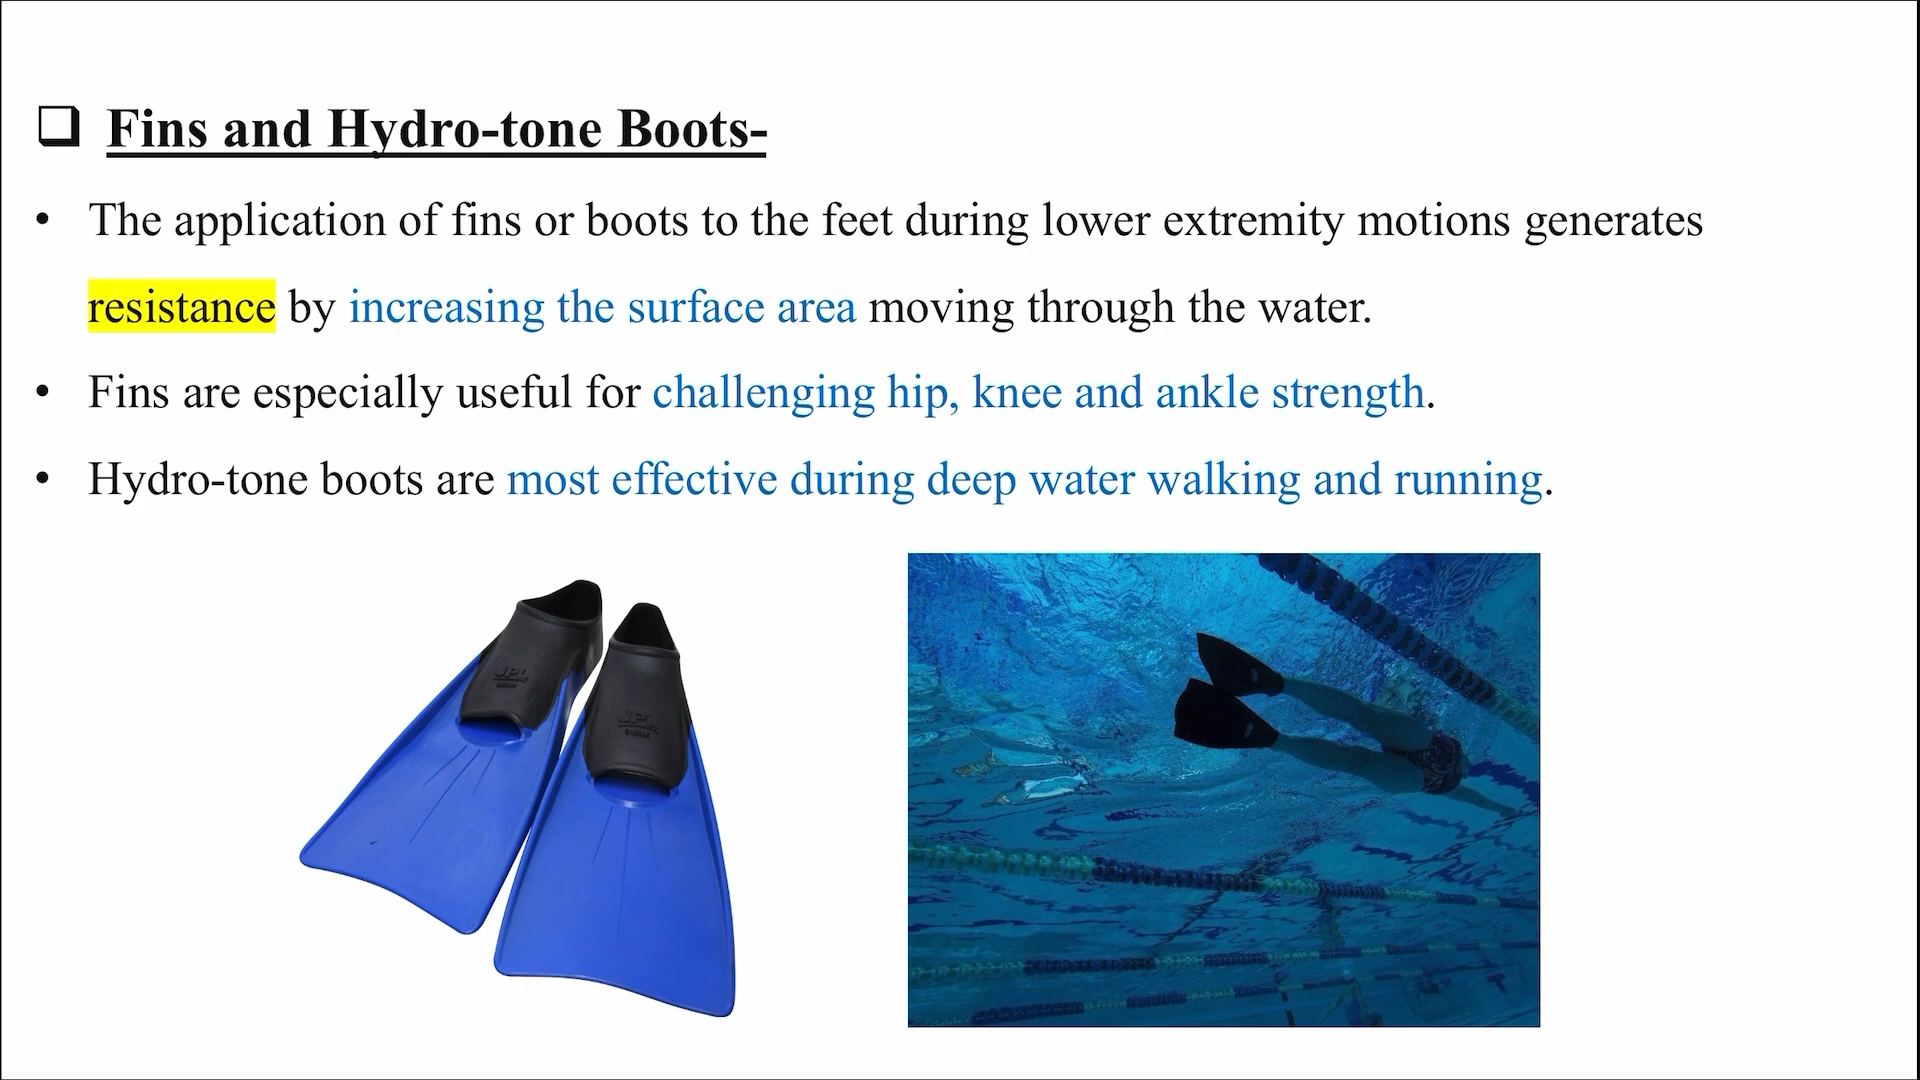 Fins and Hydro-tone Boots-
• The application of fins or boots to the feet during lower extremity motions generates
resistance by increasing the surface area moving through the water.
• Fins are especially useful for challenging hip, knee and ankle strength.
• Hydro-tone boots are most effective during deep water walking and running.